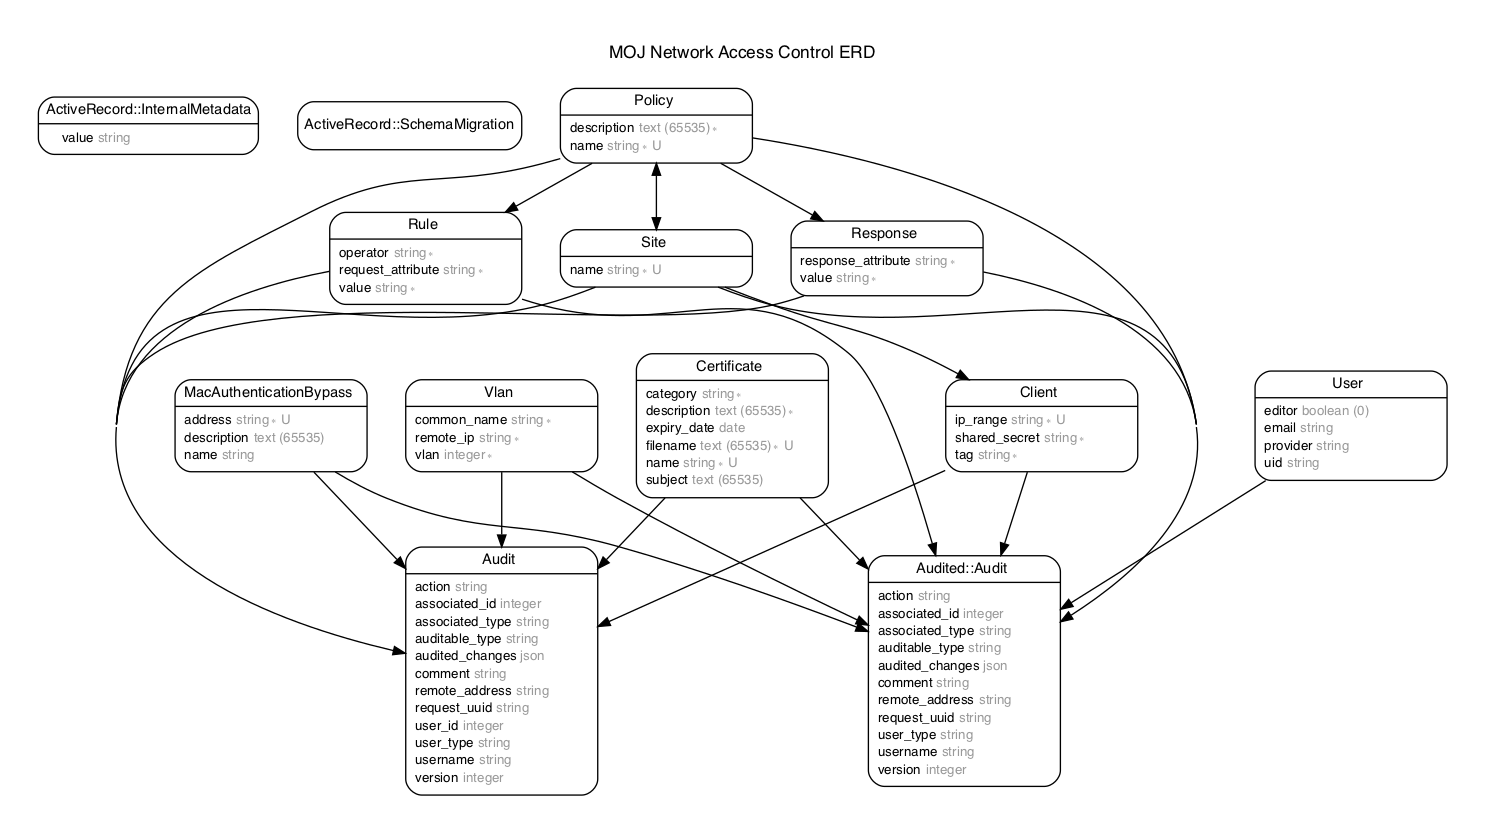 MOJ Network Access Control ERD
ActiveRecord::InternalMetadata
value string
ActiveRecord::SchemaMigration
Policy
description text (65535) ∗
name string ∗ U
Rule
operator string ∗
request_attribute string ∗
value string ∗
Site
name string ∗ U
Response
response_attribute string ∗
value string ∗
MacAuthenticationBypass
address string ∗ U
description text (65535)
name string
Vlan
common_name string ∗
remote_ip string ∗
vlan integer ∗
Certificate
category string ∗
description text (65535) ∗
expiry_date date
filename text (65535) ∗ U
name string ∗ U
subject text (65535)
Client
ip_range string ∗ U
shared_secret string ∗
tag string ∗
User
editor boolean (0)
email string
provider string
uid string
Audit
action string
associated_id integer
associated_type string
auditable_type string
audited_changes json
comment string
remote_address string
request_uuid string
user_id integer
user_type string
username string
version integer
Audited::Audit
action string
associated_id integer
associated_type string
auditable_type string
audited_changes json
comment string
remote_address string
request_uuid string
user_type string
username string
version integer